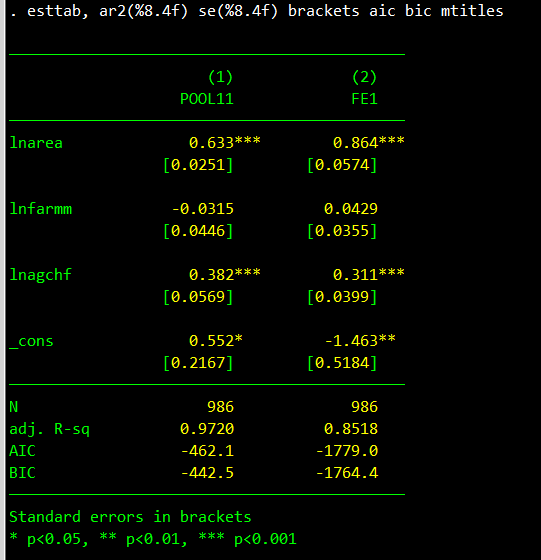 . esttab, ar2(%8.4f) se(%8.4f) brackets aic bic mtitles
(1) (2)
POOL11 FE1
lnarea 0.633*** 0.864***
[0.0251] [0.0574]
lnfarmm -0.0315 0.0429
[0.0446] [0.0355]
lnagchf 0.382*** 0.311***
[0.0569] [0.0399]
_cons 0.552* -1.463**
[0.2167] [0.5184]
N 986 986
adj. R-sq 0.9720 0.8518
AIC -462.1 -1779.0
BIC -442.5 -1764.4
Standard errors in brackets
* p<0.05, ** p<0.01, *** p<0.001